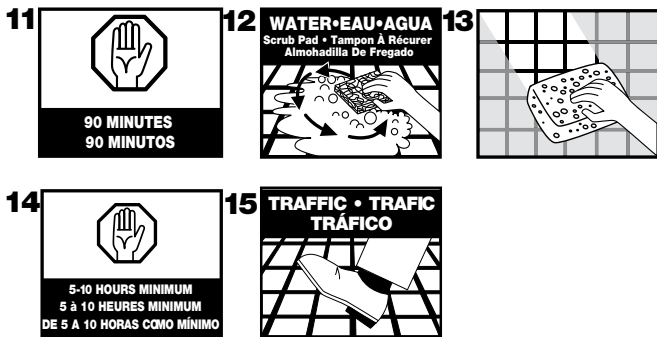 11
90 MINUTES
90 MINUTOS
12
WATER•EAU•AGUA
Scrub Pad • Tampon À Récurer
Almohadilla De Fregado
13
14
5-10 HOURS MINIMUM
5 à 10 HEURES MINIMUM
DE 5 A 10 HORAS COMO MÍNIMO
15
TRAFFIC • TRAFIC
TRÁFICO